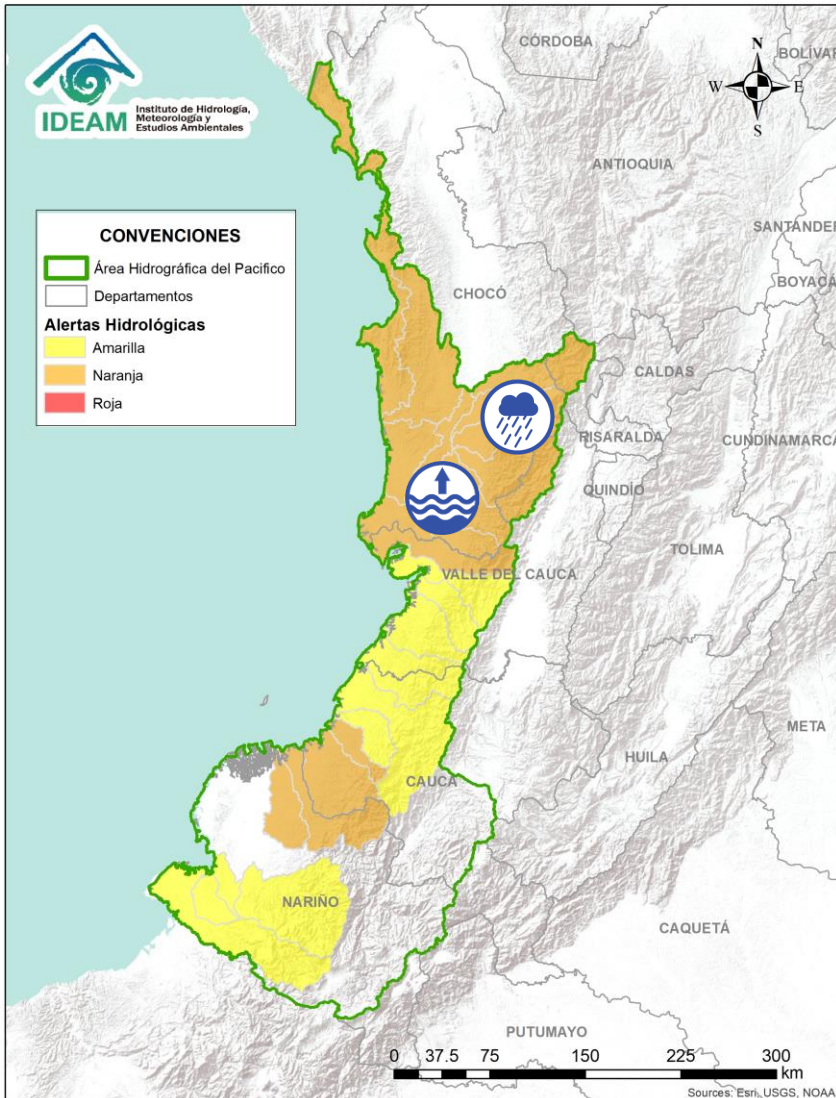 IDEAM
Instituto de Hidrología,
Meteorología y
Estudios Ambientales
CÓRDOBA
BOLÍVAR
N
W
E
S
ANTIOQUIA
SANTANDER
BOYACÁ
CONVENCIONES
Área Hidrográfica del Pacifico
Departamentos
Alertas Hidrológicas
Amarilla
Naranja
Roja
CHOCÓ
CALDAS
RISARALDA
CUNDINAMARCA
QUINDÍO
TOLIMA
VALLE DEL CAUCA
META
HUILA
CAUCA
NARIÑO
CAQUETÁ
PUTUMAYO
0 37.5 75 150 225 300
km
Sources: Esri, USGS, NOAA